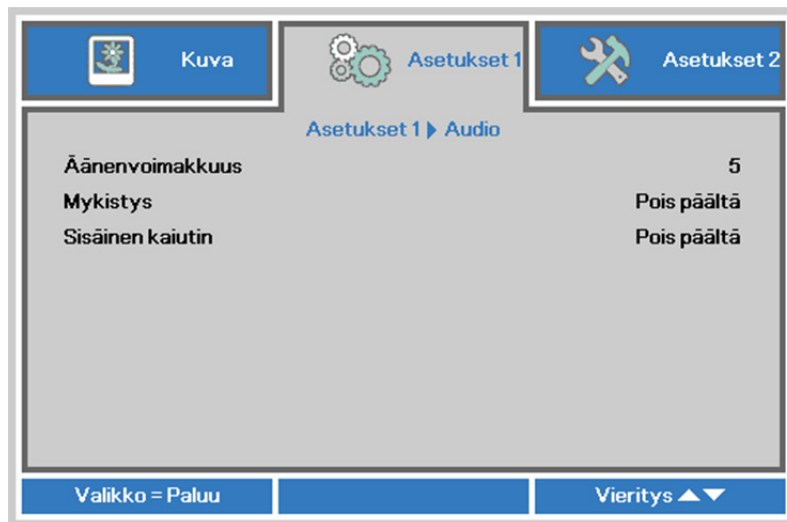 Kuva
Asetukset 1
Asetukset 2
Asetukset 1 ▶ Audio
Äänenvoimakkuus 5
Mykistys Pois päältä
Sisäinen kaiutin Pois päältä
Valikko = Paluu
Vieritys ▲▼